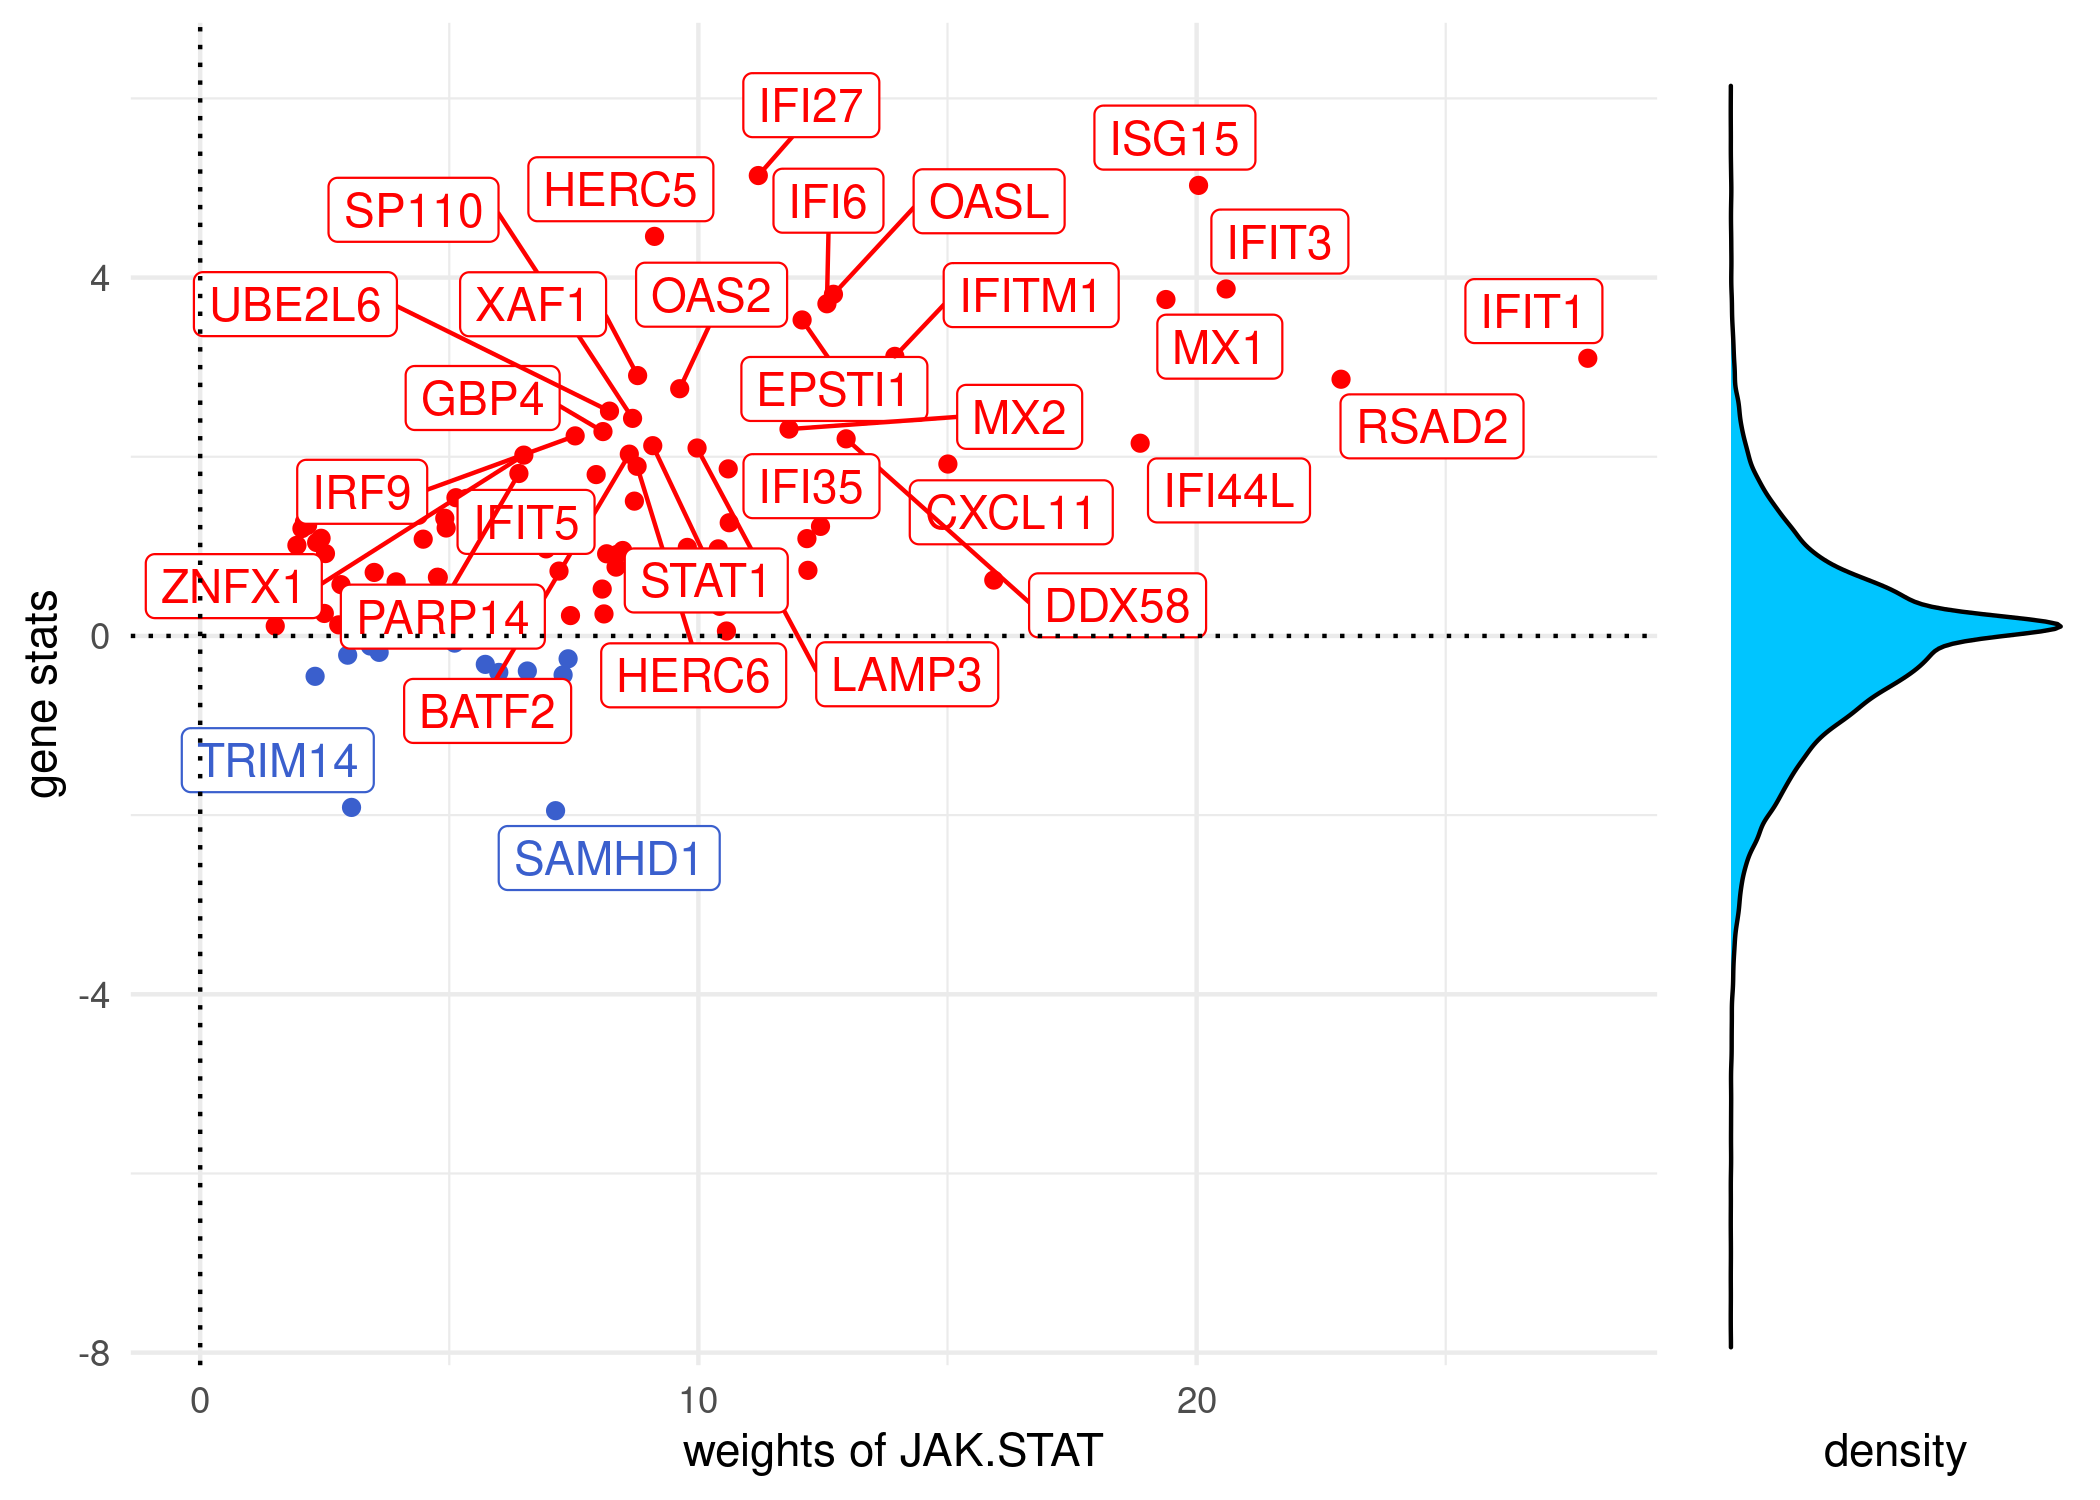 IFI27
ISG15
HERC5
IFI6
OASL
SP110
IFIT3
4
UBE2L6
XAF1
OAS2
IFITM1
IFIT1
MX1
GBP4
EPSTI1
MX2
RSAD2
IRF9
IFI35
IFI44L
IFIT5
CXCL11
ZNFX1
STAT1
PARP14
DDX58
0
HERC6
LAMP3
BATF2
TRIM14
SAMHD1
gene stats
-4
-8
0
10
20
weights of JAK.STAT
density